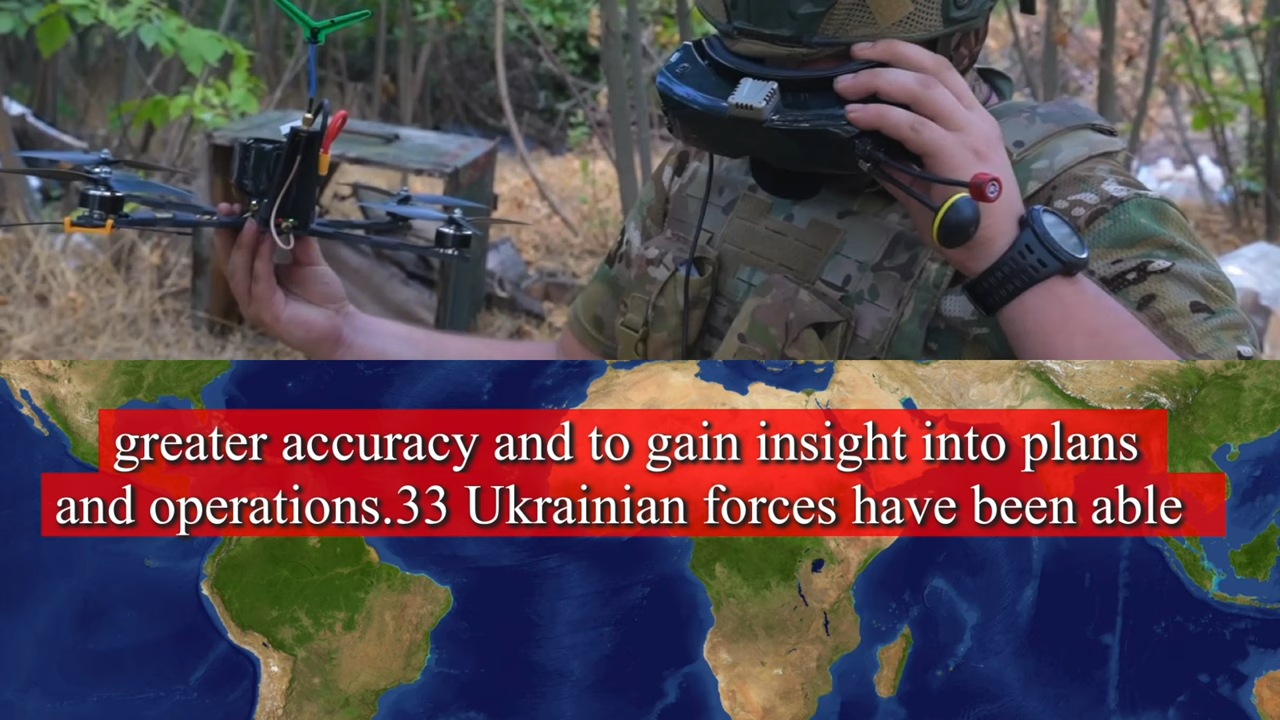 greater accuracy and to gain insight into plans
and operations.33 Ukrainian forces have been able